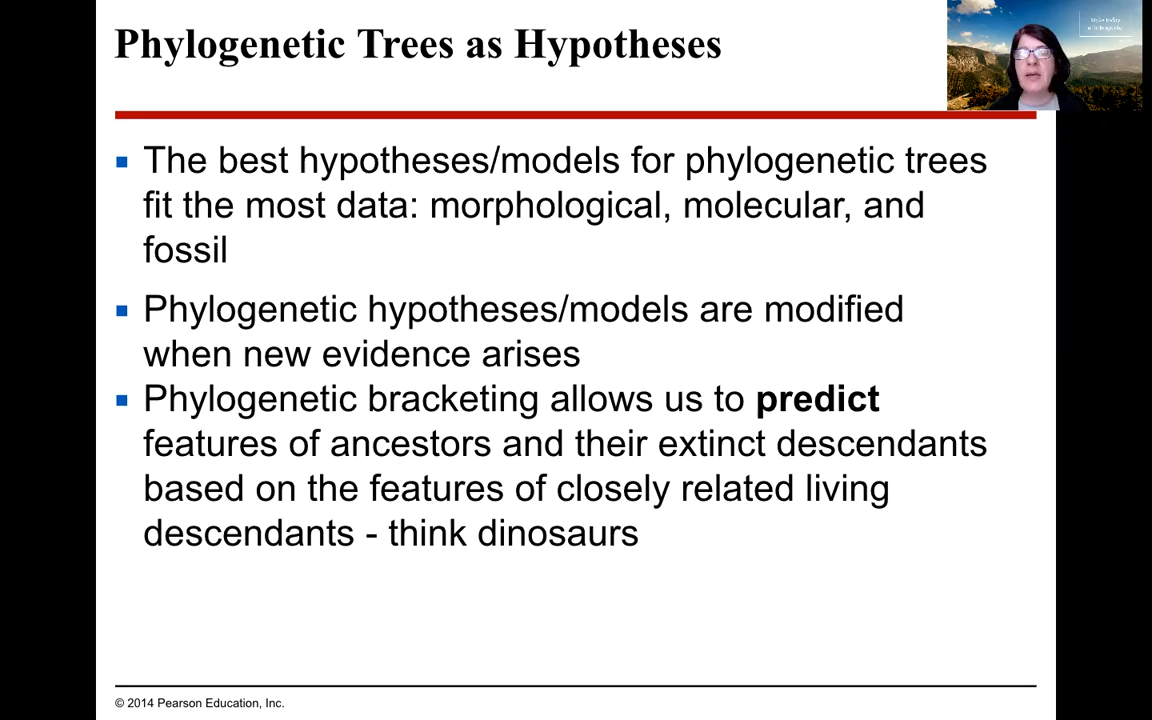 Phylogenetic Trees as Hypotheses
▪ The best hypotheses/models for phylogenetic trees
fit the most data: morphological, molecular, and
fossil
▪ Phylogenetic hypotheses/models are modified
when new evidence arises
▪ Phylogenetic bracketing allows us to predict
features of ancestors and their extinct descendants
based on the features of closely related living
descendants - think dinosaurs
© 2014 Pearson Education, Inc.